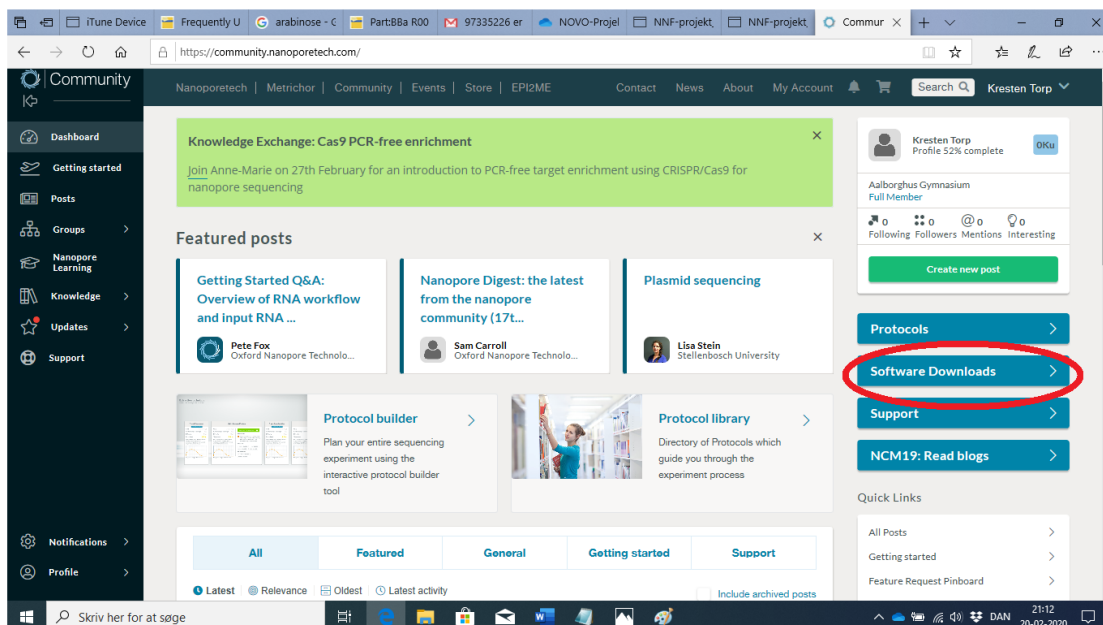 iTune Device
Frequently U
arabinose - G
Part:BBa R00
97335226 er
NOVO-Projel
NNF-projekt_
NNF-projekt_
Commur
https://community.nanoporetech.com/
Community
Nanoporetech | Metrichor | Community | Events | Store | EPI2ME
Contact News About My Account
Search
Kresten Torp
Dashboard
Getting started
Posts
Groups
Nanopore
Learning
Knowledge
Updates
Support
Notifications
Profile
Knowledge Exchange: Cas9 PCR-free enrichment
Join Anne-Marie on 27th February for an introduction to PCR-free target enrichment using CRISPR/Cas9 for
nanopore sequencing
Featured posts
Getting Started Q&A:
Overview of RNA workflow
and input RNA ...
Pete Fox
Oxford Nanopore Technolo...
Nanopore Digest: the latest
from the nanopore
community (17t...
Sam Carroll
Oxford Nanopore Technolo...
Plasmid sequencing
Lisa Stein
Stellenbosch University
Protocol builder
Plan your entire sequencing
experiment using the
interactive protocol builder
tool
Protocol library
Directory of Protocols which
guide you through the
experiment process
All
Featured
General
Getting started
Support
Latest
Relevance
Oldest
Latest activity
Include archived posts
Kresten Torp
Profile 52% complete
0Ku
Aalborghus Gymnasium
Full Member
0 0 @ 0 0
Following Followers Mentions Interesting
Create new post
Protocols
Software Downloads
Support
NCM19: Read blogs
Quick Links
All Posts
Getting started
Feature Request Pinboard
Skriv her for at søge
DAN
21:12
20-02-2020